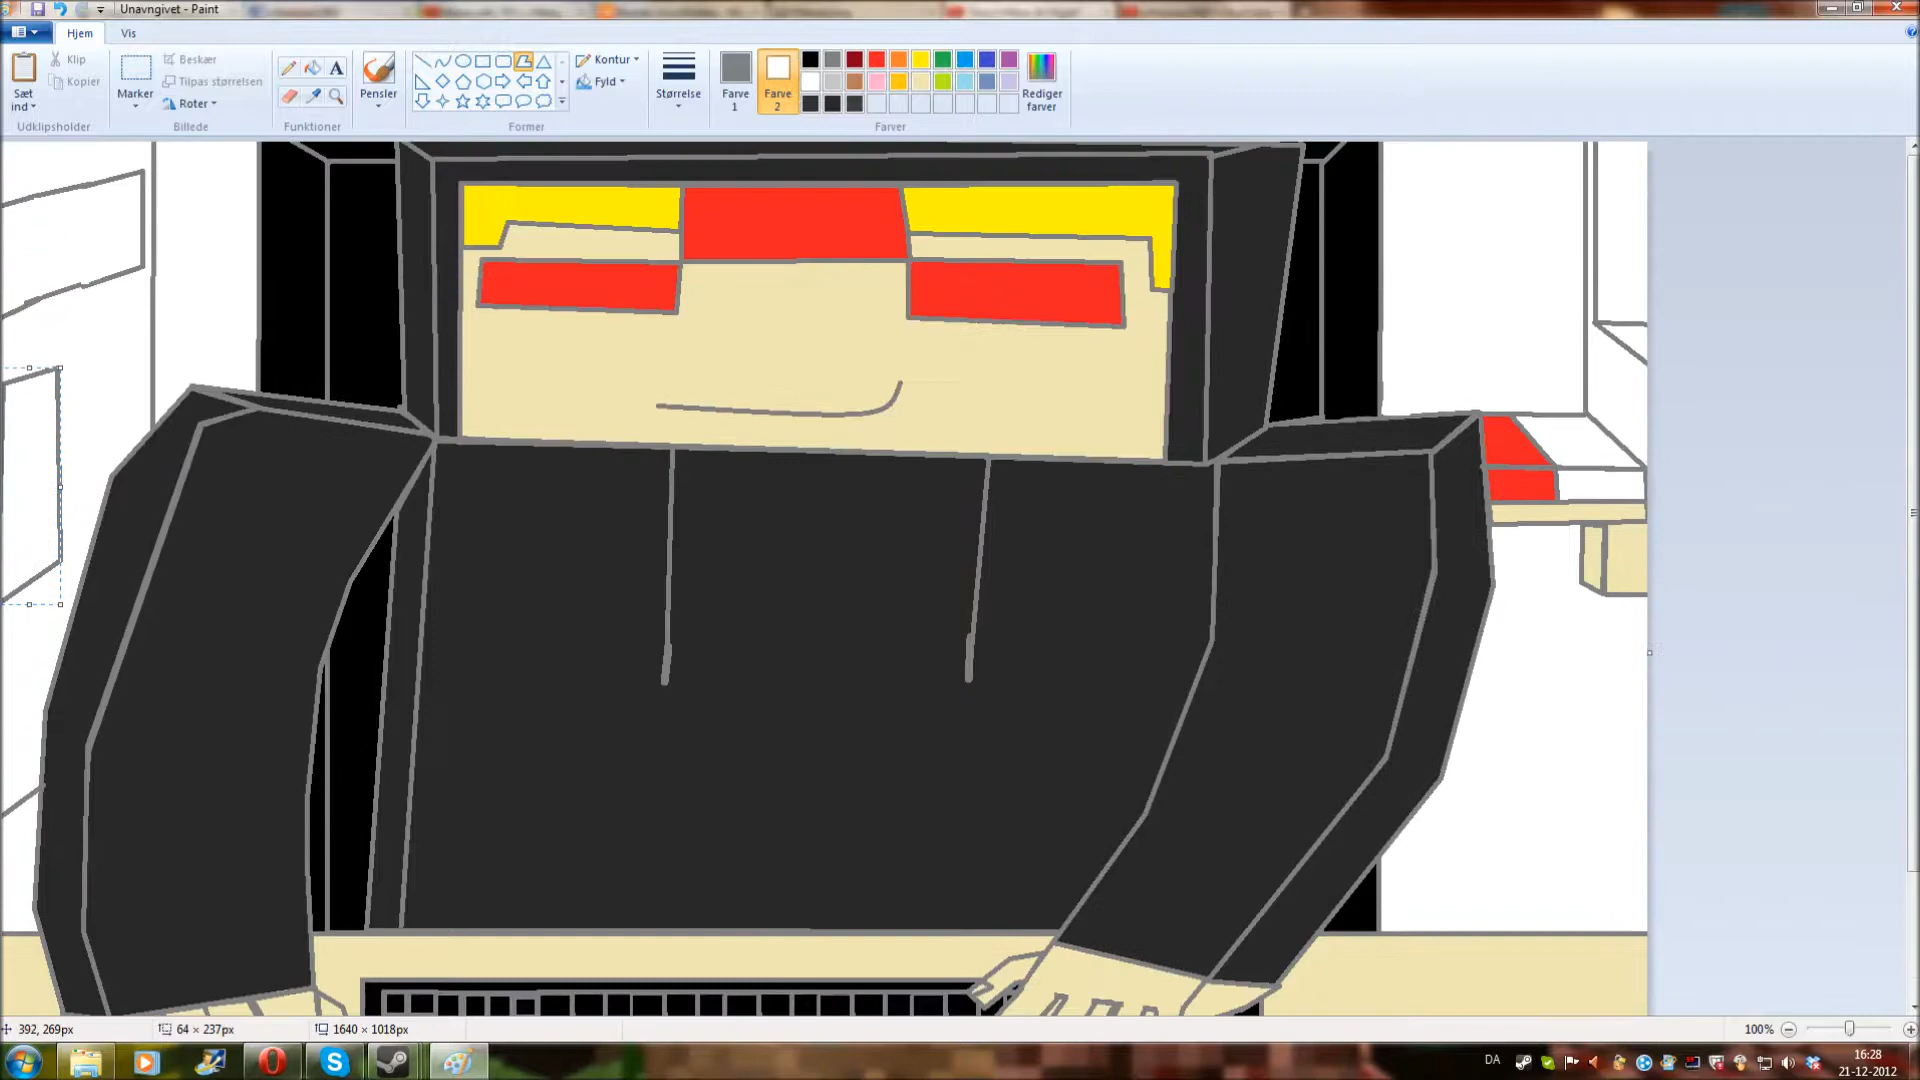 Unavngivet - Paint
Hjem
Vis
Sæt
ind
Klip
Kopier
Udklipsholder
Marker
Beskær
Tilpas størrelsen
Roter
Billede
A
Funktioner
Pensler
Former
Kontur
Fyld
Størrelse
Farve
1
Farve
2
Rediger
farver
Farver
392, 269px
64 × 237px
1640 × 1018px
100%
DA
16:28
21-12-2012